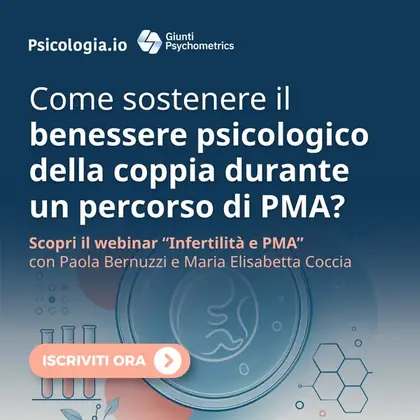 Psicologia.io
Giunti
Psychometrics
Come sostenere il
benessere psicologico
della coppia durante
un percorso di PMA?
Scopri il webinar “Infertilità e PMA”
con Paola Bernuzzi e Maria Elisabetta Coccia
ISCRIVITI ORA